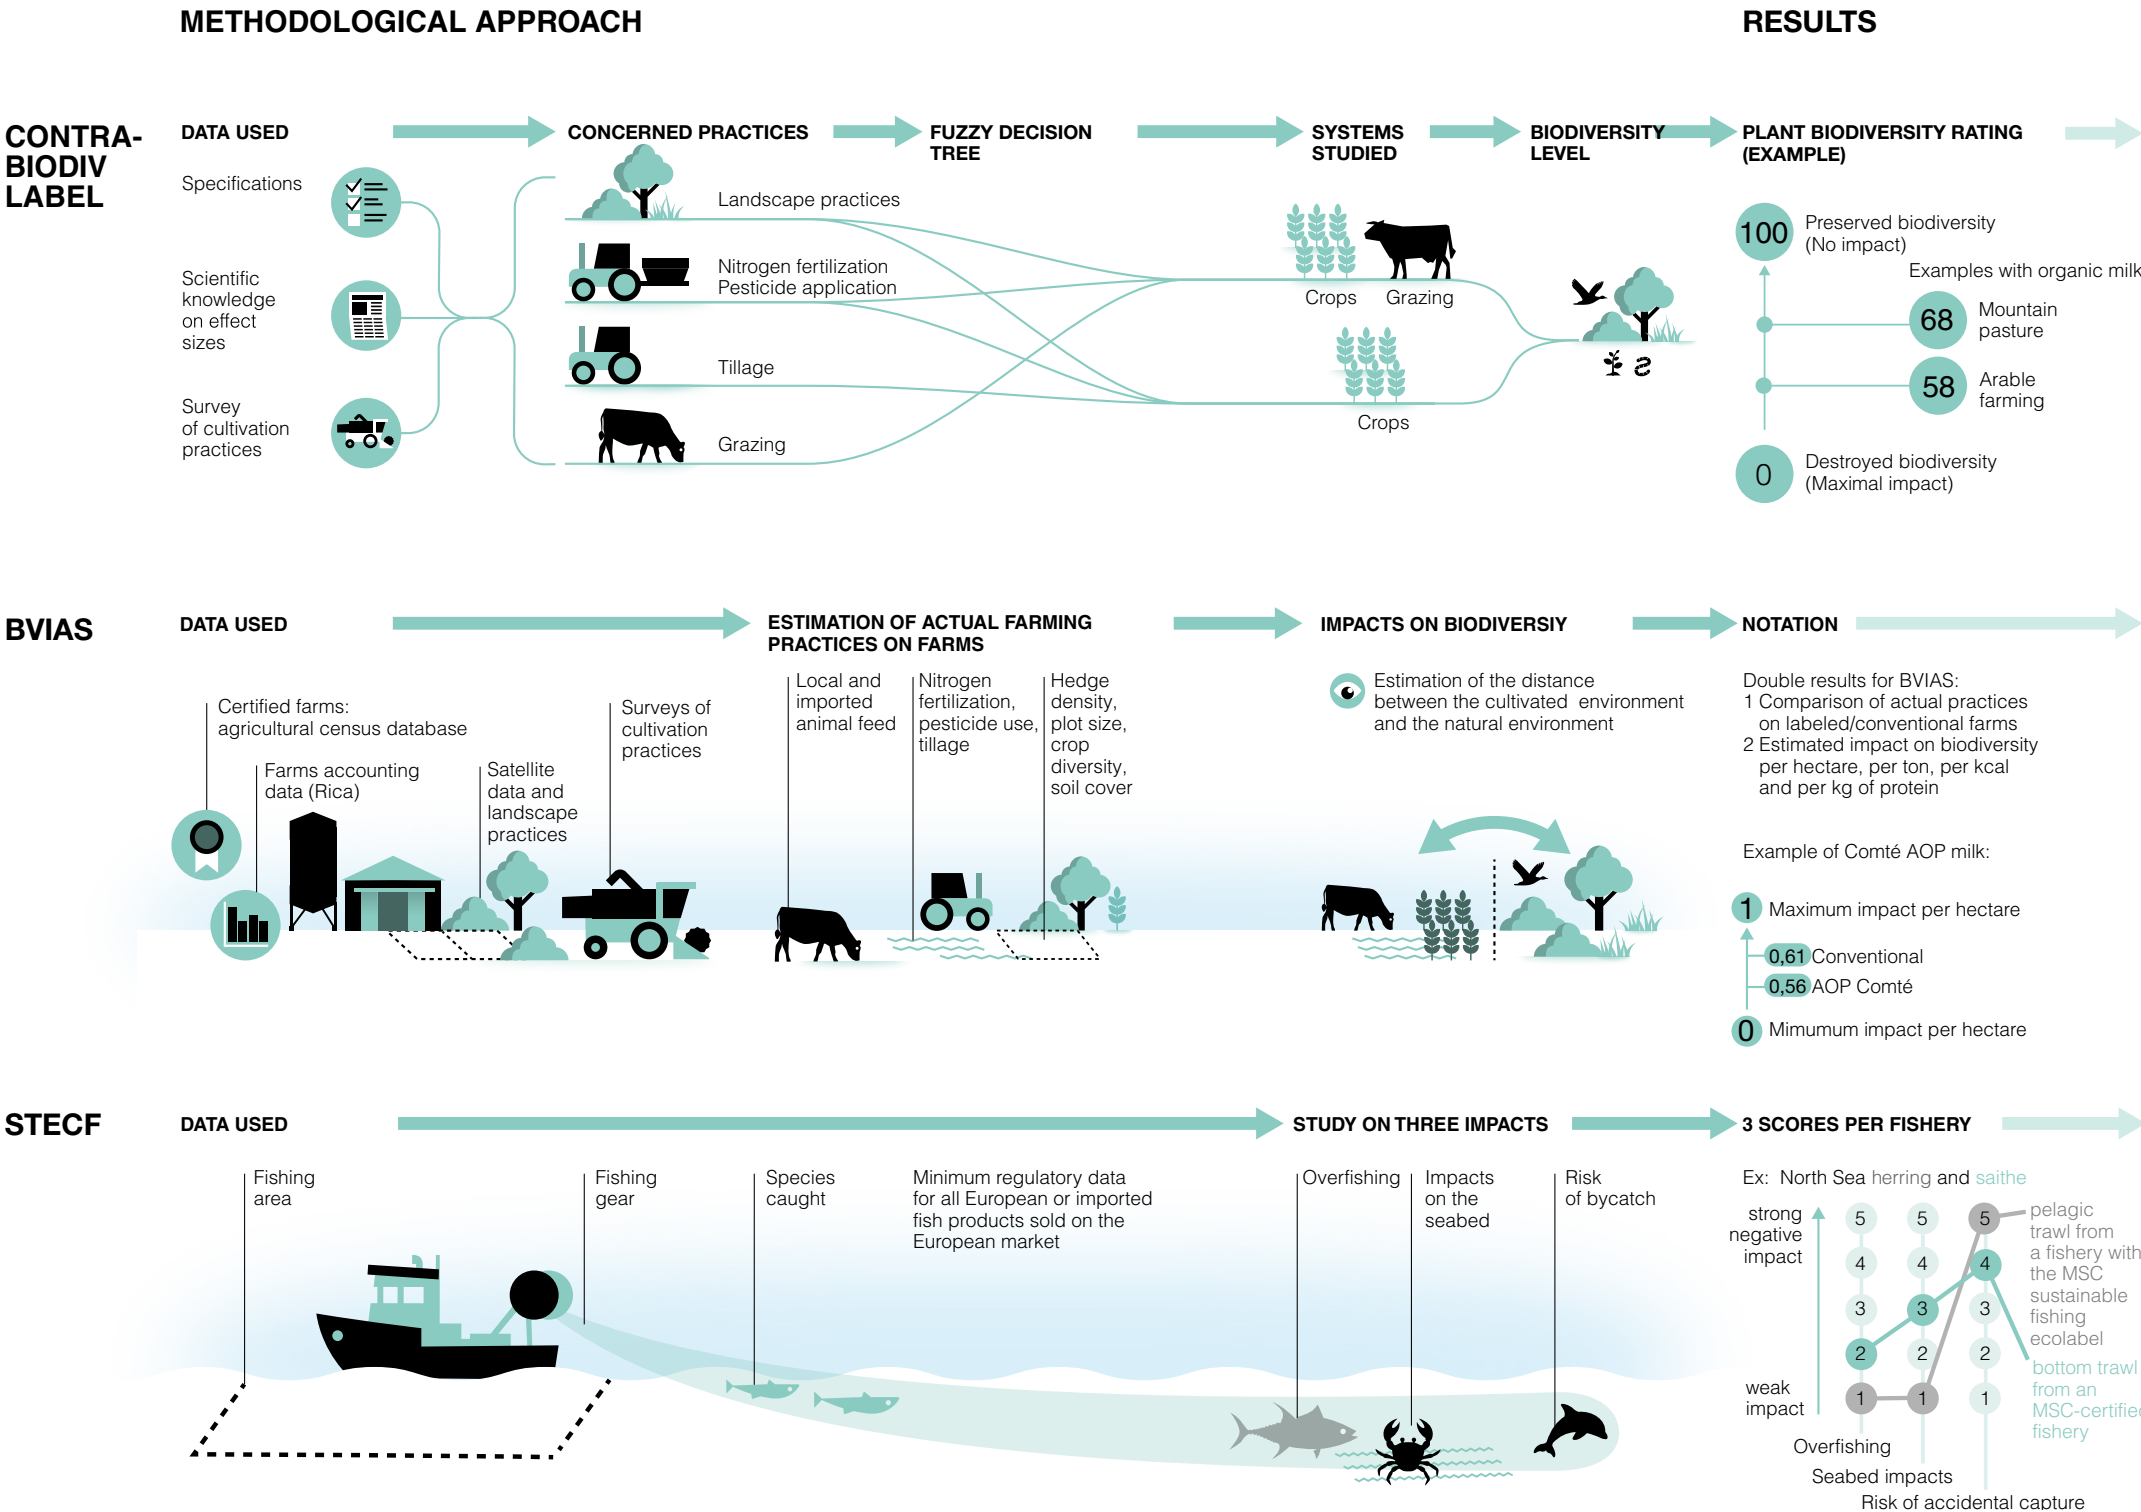 METHODOLOGICAL APPROACH
RESULTS
CONTRA-
BIODIV
LABEL
DATA USED
CONCERNED PRACTICES
FUZZY DECISION
TREE
SYSTEMS
STUDIED
BIODIVERSITY
LEVEL
PLANT BIODIVERSITY RATING
(EXAMPLE)
Specifications
Scientific
knowledge
on effect
sizes
Survey
of cultivation
practices
Landscape practices
Nitrogen fertilization
Pesticide application
Tillage
Grazing
Crops
Grazing
Crops
100
Preserved biodiversity
(No impact)
Examples with organic milk
68
Mountain
pasture
58
Arable
farming
0
Destroyed biodiversity
(Maximal impact)
BVIAS
DATA USED
ESTIMATION OF ACTUAL FARMING
PRACTICES ON FARMS
IMPACTS ON BIODIVERSIY
NOTATION
Certified farms:
agricultural census database
Farms accounting
data (Rica)
Satellite
data and
landscape
practices
Surveys of
cultivation
practices
Local and
imported
animal feed
Nitrogen
fertilization,
pesticide use,
tillage
Hedge
density,
plot size,
crop
diversity,
soil cover
Estimation of the distance
between the cultivated environment
and the natural environment
Double results for BVIAS:
1 Comparison of actual practices
on labeled/conventional farms
2 Estimated impact on biodiversity
per hectare, per ton, per kcal
and per kg of protein
Example of Comté AOP milk:
1 Maximum impact per hectare
0,61 Conventional
0,56 AOP Comté
0 Mimumum impact per hectare
STECF
DATA USED
STUDY ON THREE IMPACTS
3 SCORES PER FISHERY
Fishing
area
Fishing
gear
Species
caught
Minimum regulatory data
for all European or imported
fish products sold on the
European market
Overfishing
Impacts
on the
seabed
Risk
of bycatch
Ex: North Sea herring and saithe
strong
negative
impact
weak
impact
5 5 5
4 4 4
3 3 3
2 2 2
1 1 1
pelagic
trawl from
a fishery with
the MSC
sustainable
fishing
ecolabel
bottom trawl
from an
MSC-certified
fishery
Overfishing
Seabed impacts
Risk of accidental capture